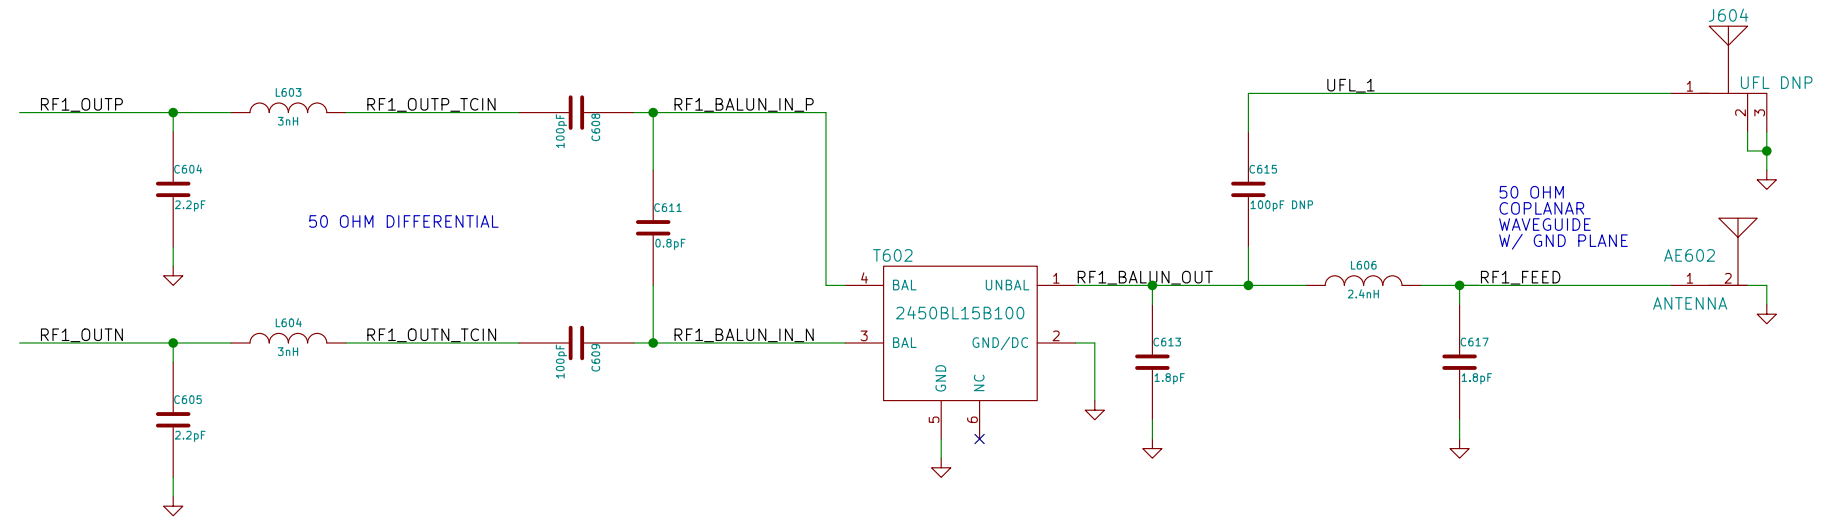 J604
UFL_1
1
UFL DNP
2
3
RF1_OUTP
L603
3nH
RF1_OUTP_TCIN
100pF
C608
RF1_BALUN_IN_P
C604
2.2pF
50 OHM DIFFERENTIAL
C611
0.8pF
C615
100pF DNP
50 OHM
COPLANAR
WAVEGUIDE
W/ GND PLANE
T602
4
BAL
UNBAL
1
RF1_BALUN_OUT
L606
2.4nH
RF1_FEED
AE602
1
2
ANTENNA
2450BL15B100
RF1_OUTN
L604
3nH
RF1_OUTN_TCIN
100pF
C609
RF1_BALUN_IN_N
3
BAL
GND/DC
2
GND
NC
5
6
C613
1.8pF
C617
1.8pF
C605
2.2pF